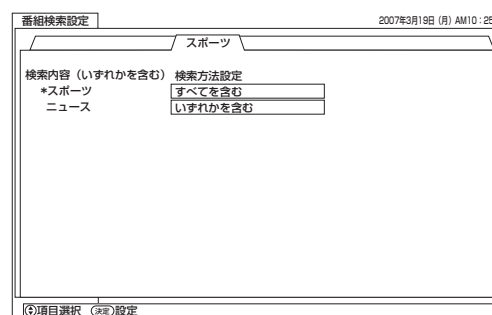 番組検索設定 2007年3月19日 (月) AM10：25
スポーツ
検索内容（いずれかを含む） 検索方法設定
*スポーツ すべてを含む
ニュース いずれかを含む
項目選択 決定 設定